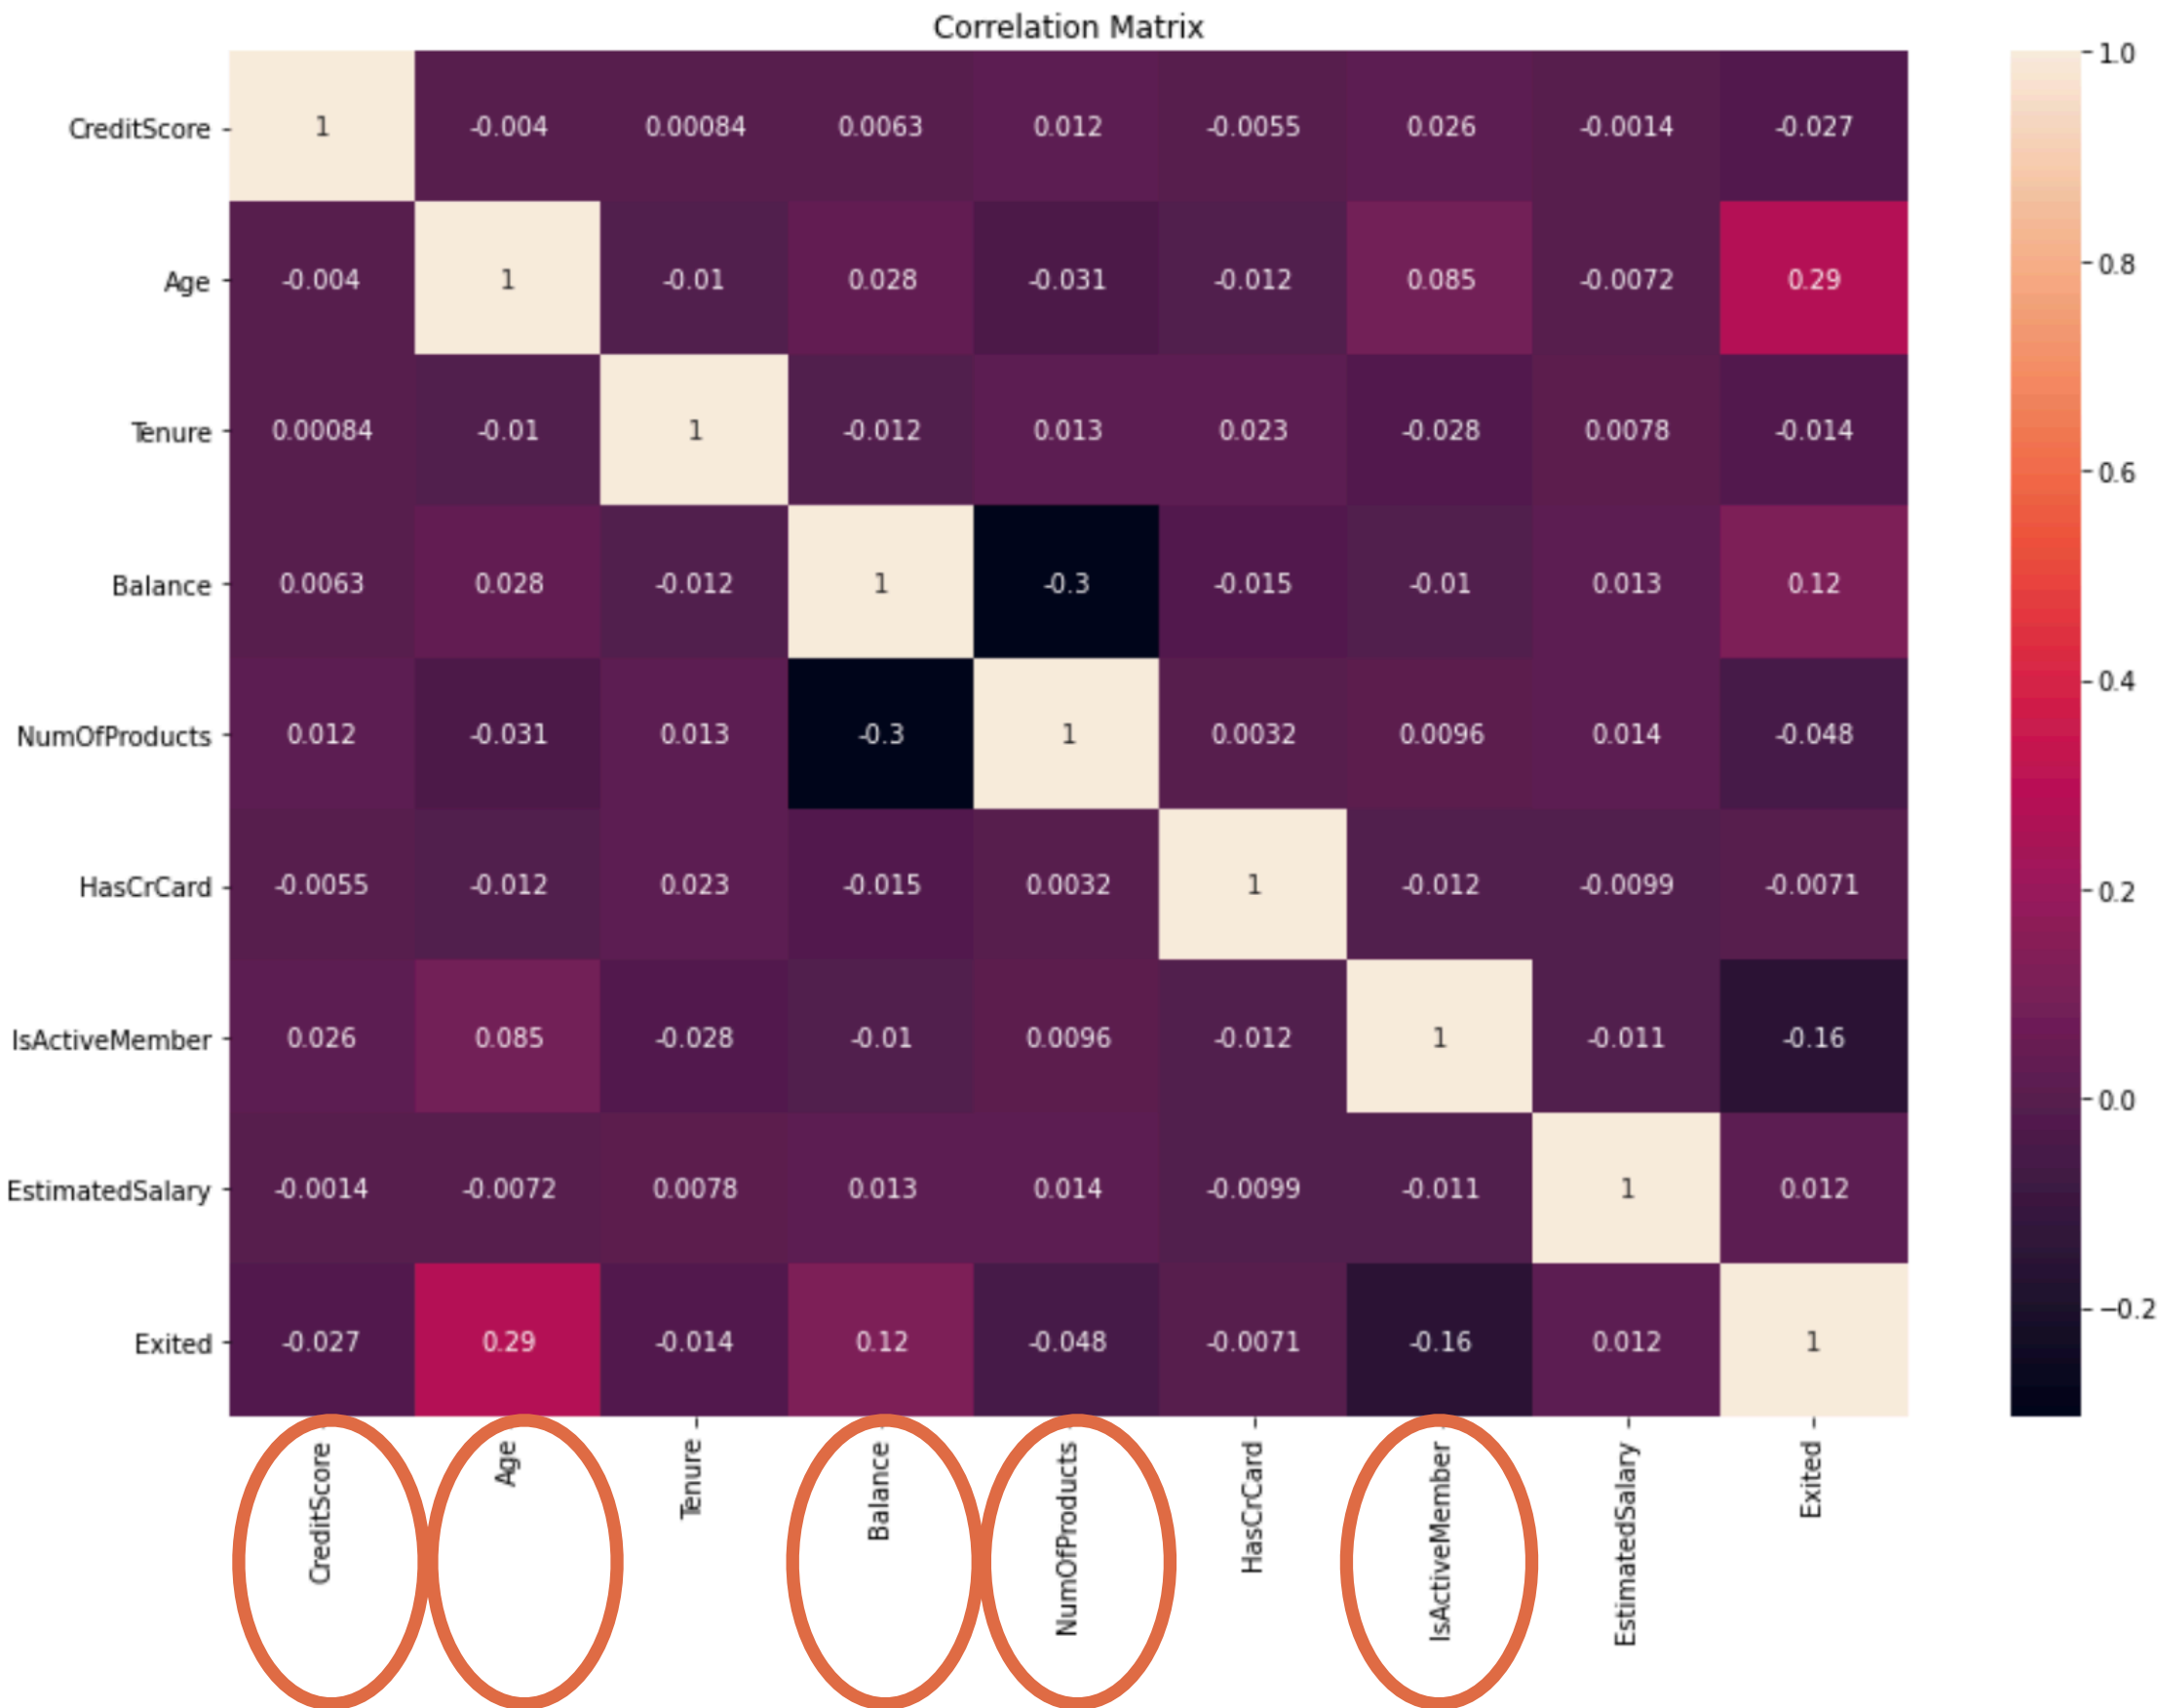 Correlation Matrix
CreditScore 1 -0.004 0.00084 0.0063 0.012 -0.0055 0.026 -0.0014 -0.027
Age -0.004 1 -0.01 0.028 -0.031 -0.012 0.085 -0.0072 0.29
Tenure 0.00084 -0.01 1 -0.012 0.013 0.023 -0.028 0.0078 -0.014
Balance 0.0063 0.028 -0.012 1 -0.3 -0.015 -0.01 0.013 0.12
NumOfProducts 0.012 -0.031 0.013 -0.3 1 0.0032 0.0096 0.014 -0.048
HasCrCard -0.0055 -0.012 0.023 -0.015 0.0032 1 -0.012 -0.0099 -0.0071
IsActiveMember 0.026 0.085 -0.028 -0.01 0.0096 -0.012 1 -0.011 -0.16
EstimatedSalary -0.0014 -0.0072 0.0078 0.013 0.014 -0.0099 -0.011 1 0.012
Exited -0.027 0.29 -0.014 0.12 -0.048 -0.0071 -0.16 0.012 1
CreditScore
Age
Tenure
Balance
NumOfProducts
HasCrCard
IsActiveMember
EstimatedSalary
Exited
1.0
0.8
0.6
0.4
0.2
0.0
−0.2